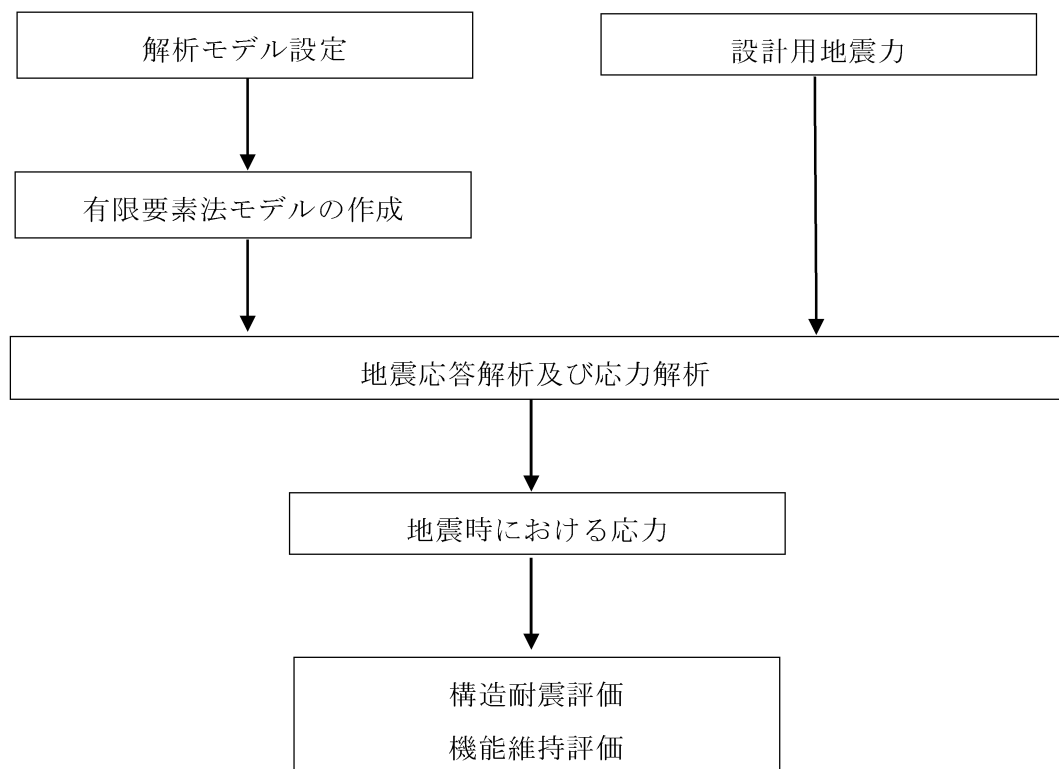 解析モデル設定
設計用地震力
有限要素法モデルの作成
地震応答解析及び応力解析
地震時における応力
構造耐震評価
機能維持評価